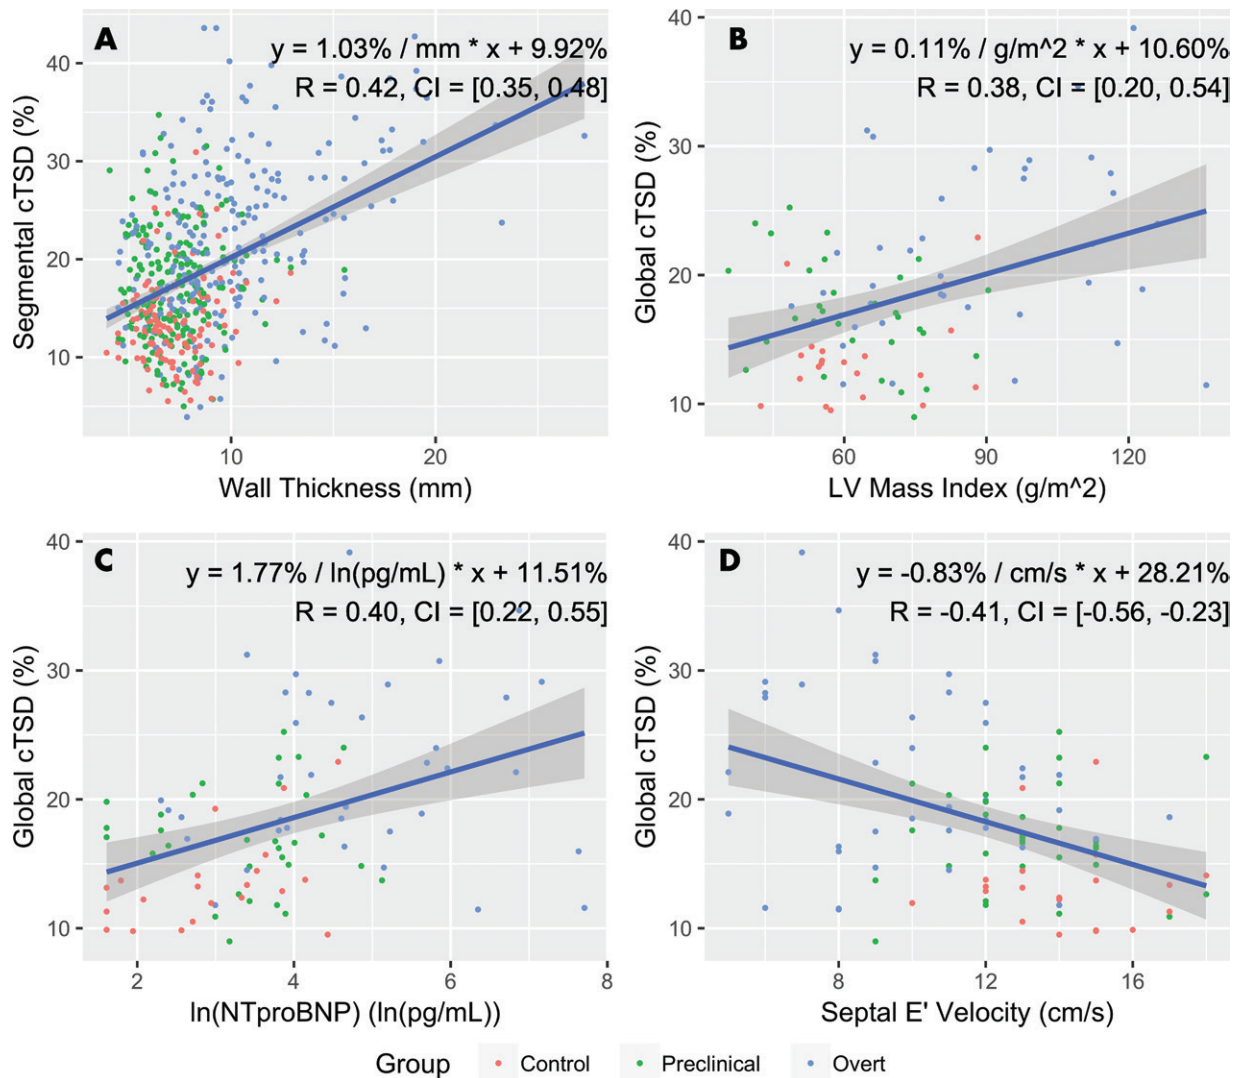 A
y = 1.03% / mm * x + 9.92%
R = 0.42, CI = [0.35, 0.48]
Segmental cTSD (%)
40
30
20
10
10 20
Wall Thickness (mm)
B
y = 0.11% / g/m^2 * x + 10.60%
R = 0.38, CI = [0.20, 0.54]
Global cTSD (%)
40
30
20
10
60 90 120
LV Mass Index (g/m^2)
C
y = 1.77% / ln(pg/mL) * x + 11.51%
R = 0.40, CI = [0.22, 0.55]
Global cTSD (%)
40
30
20
10
2 4 6 8
ln(NTproBNP) (ln(pg/mL))
D
y = -0.83% / cm/s * x + 28.21%
R = -0.41, CI = [-0.56, -0.23]
Global cTSD (%)
40
30
20
10
8 12 16
Septal E' Velocity (cm/s)
Group Control Preclinical Overt